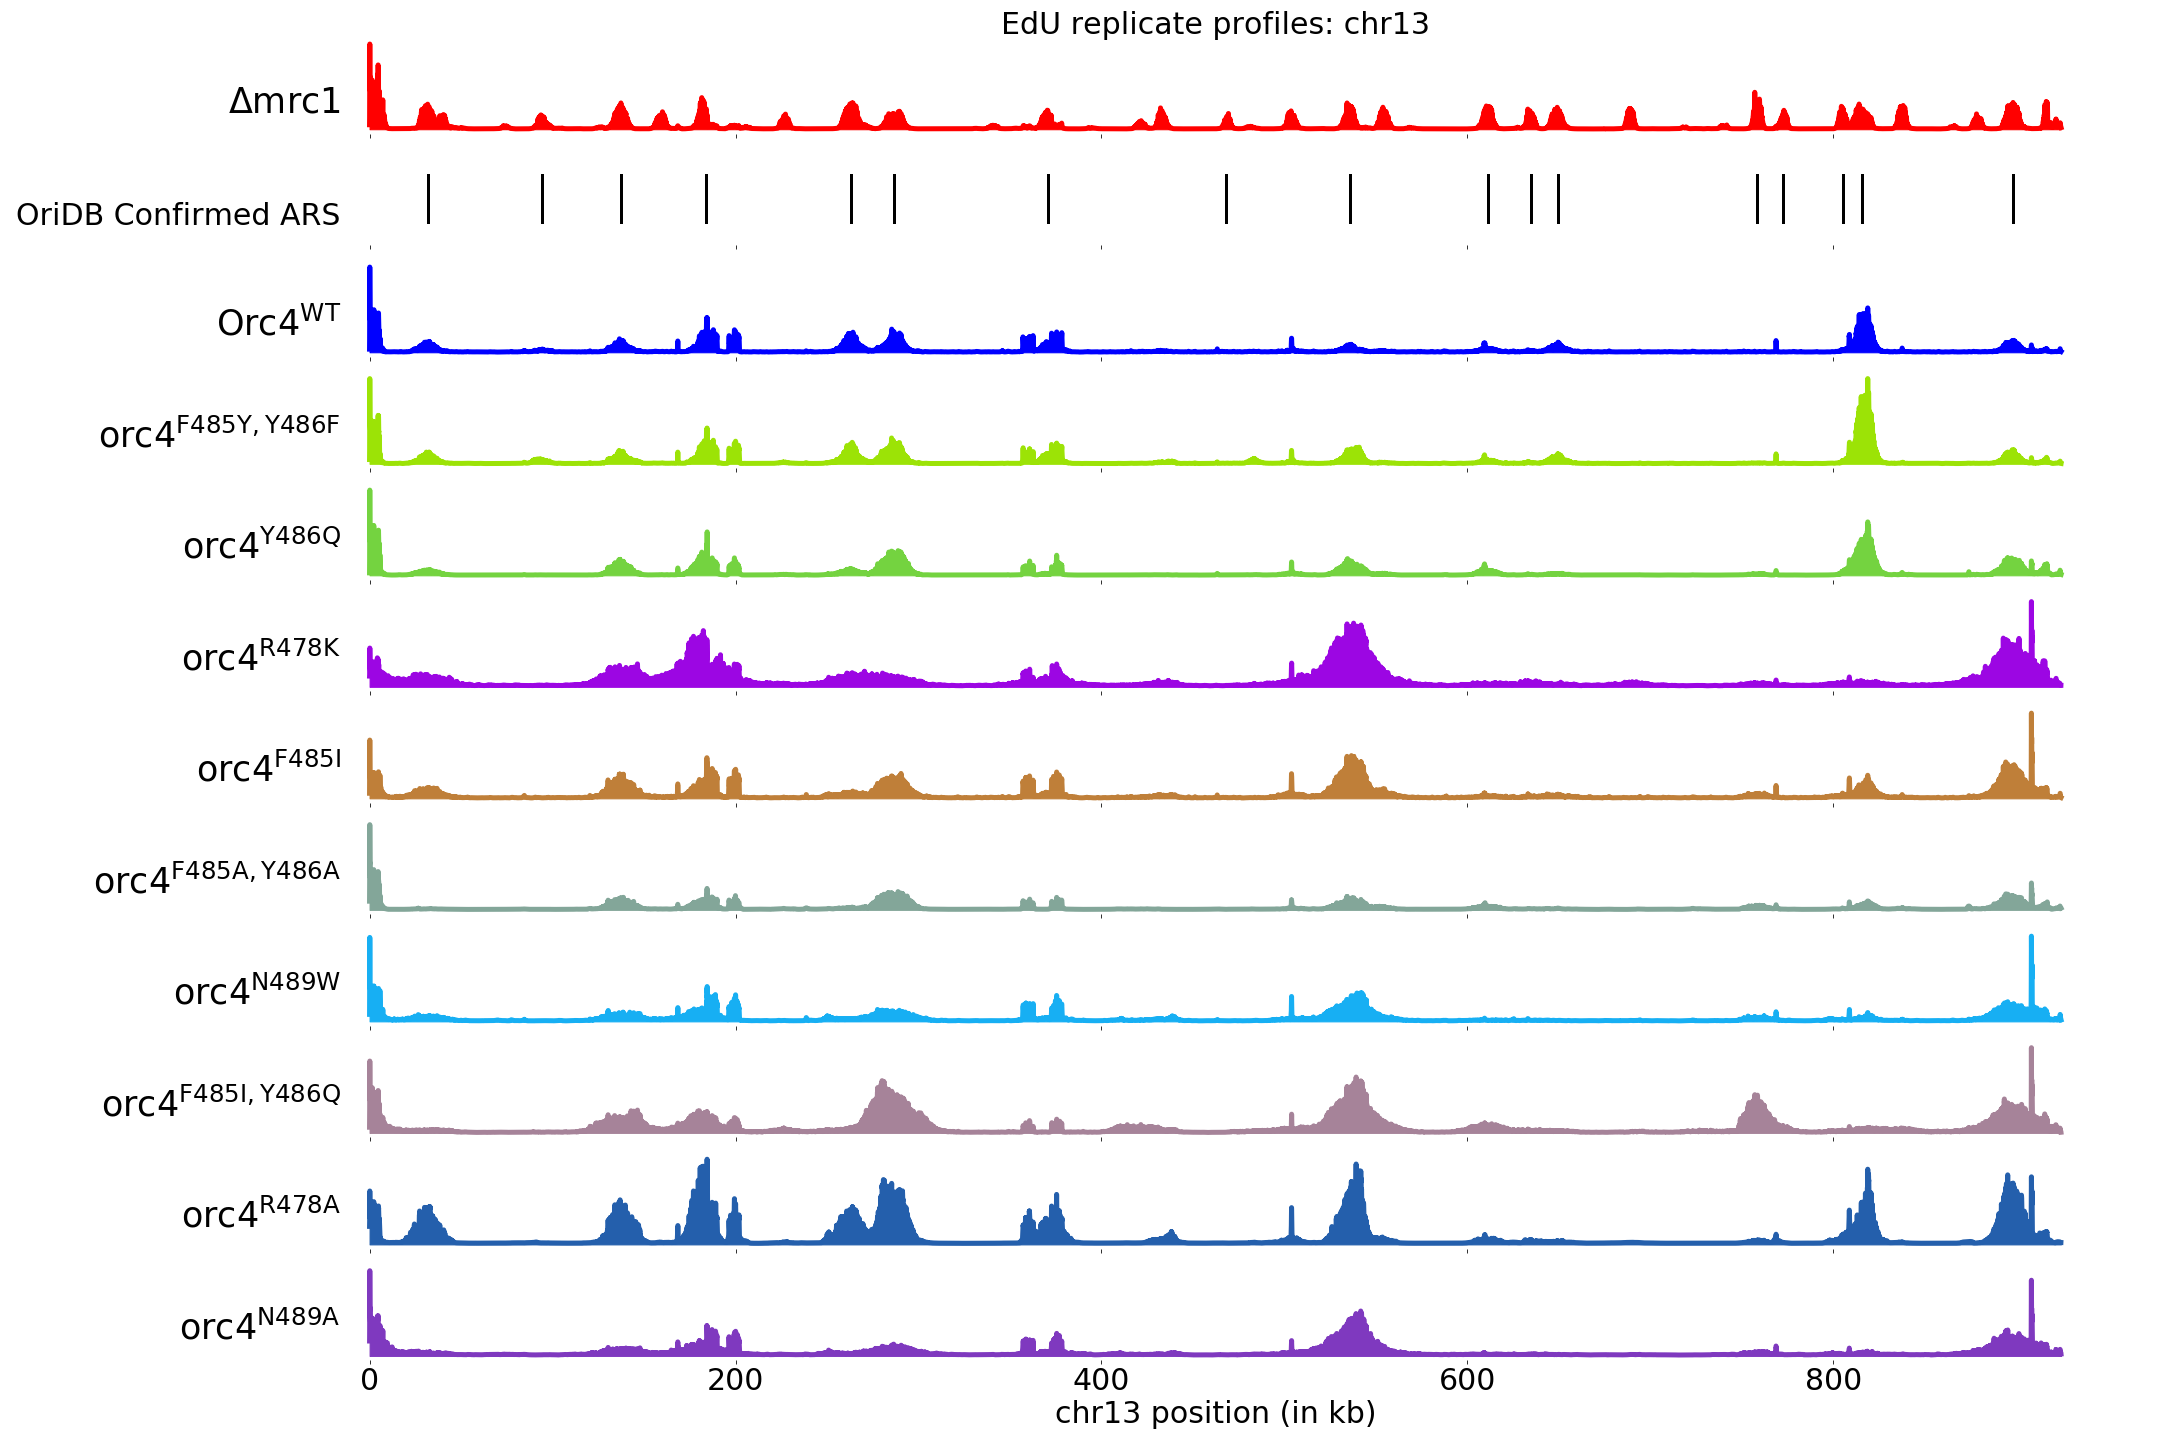 EdU replicate profiles: chr13
Δmrc1
OriDB Confirmed ARS
Orc4WT
orc4F485Y, Y486F
orc4Y486Q
orc4R478K
orc4F485I
orc4F485A, Y486A
orc4N489W
orc4F485I, Y486Q
orc4R478A
orc4N489A
0 200 400 600 800
chr13 position (in kb)